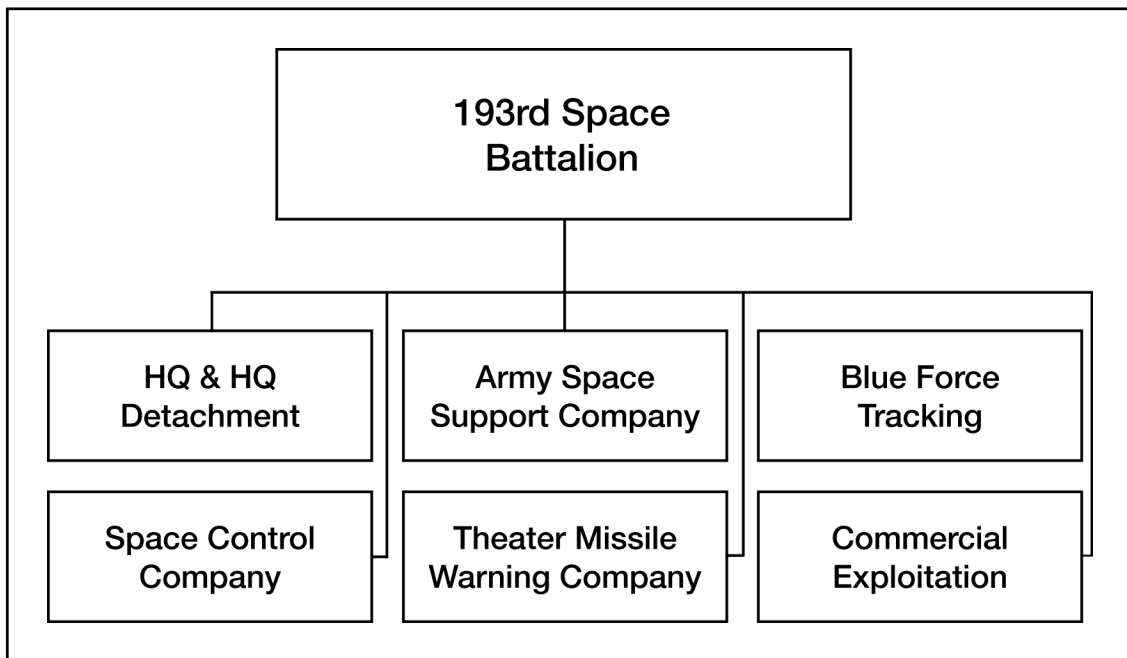 193rd Space
Battalion
HQ & HQ
Detachment
Army Space
Support Company
Blue Force
Tracking
Space Control
Company
Theater Missile
Warning Company
Commercial
Exploitation